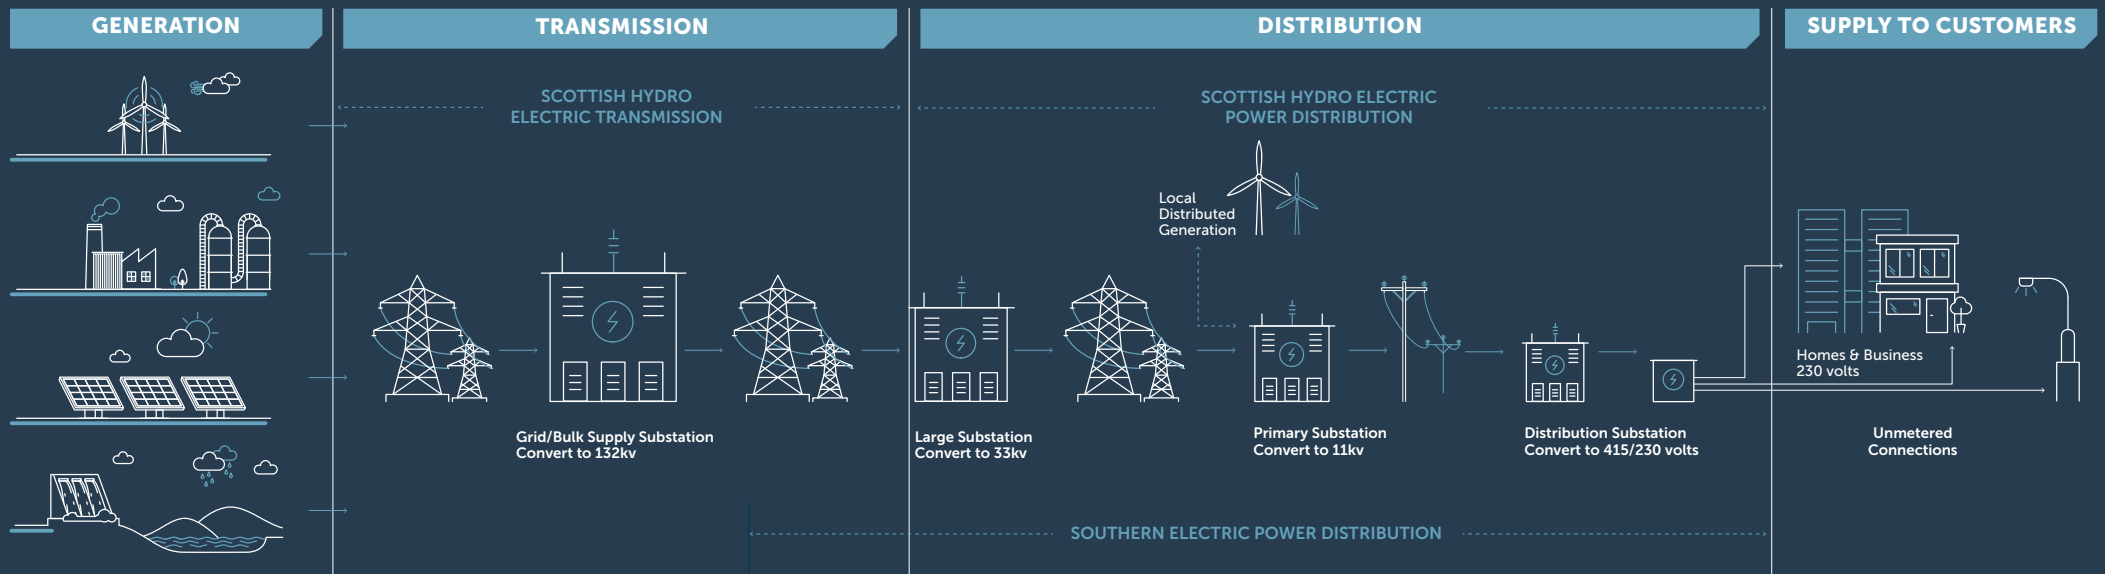 GENERATION
TRANSMISSION
DISTRIBUTION
SUPPLY TO CUSTOMERS
SCOTTISH HYDRO
ELECTRIC TRANSMISSION
SCOTTISH HYDRO ELECTRIC
POWER DISTRIBUTION
Local
Distributed
Generation
Homes & Business
230 volts
Grid/Bulk Supply Substation
Convert to 132kv
Large Substation
Convert to 33kv
Primary Substation
Convert to 11kv
Distribution Substation
Convert to 415/230 volts
Unmetered
Connections
SOUTHERN ELECTRIC POWER DISTRIBUTION